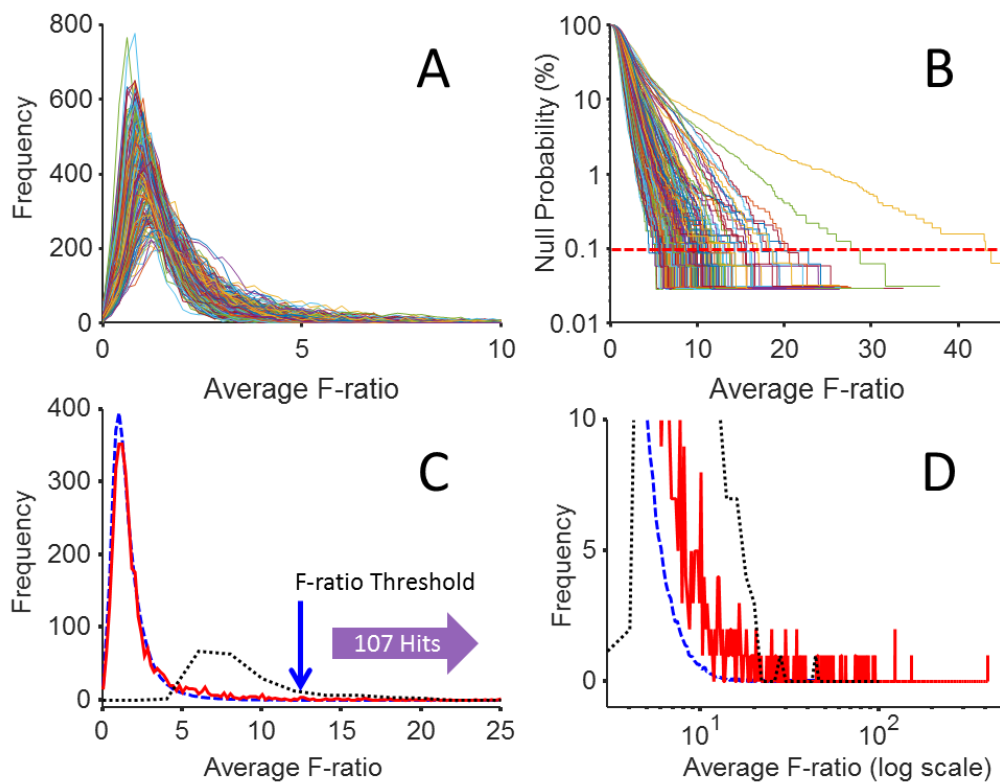 A
Frequency
800
600
400
200
0
0 5 10
Average F-ratio
B
Null Probability (%)
100
10
1
0.1
0.01
0 10 20 30 40
Average F-ratio
C
Frequency
400
300
200
100
0
F-ratio Threshold
107 Hits
0 5 10 15 20 25
Average F-ratio
D
Frequency
10
5
0
10¹ 10²
Average F-ratio (log scale)